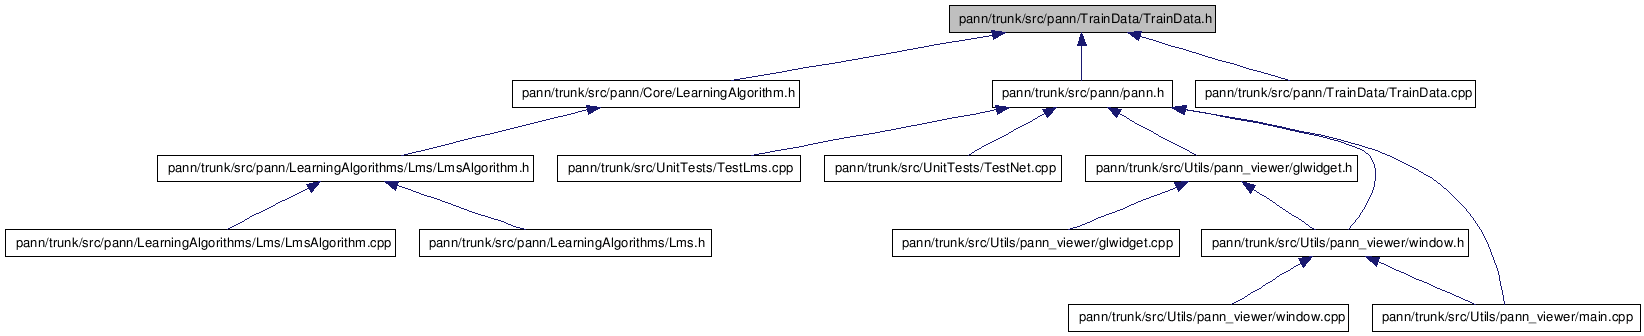 pann/trunk/src/pann/TrainData/TrainData.h
pann/trunk/src/pann/Core/LearningAlgorithm.h
pann/trunk/src/pann/pann.h
pann/trunk/src/pann/TrainData/TrainData.cpp
pann/trunk/src/pann/LearningAlgorithms/Lms/LmsAlgorithm.h
pann/trunk/src/UnitTests/TestLms.cpp
pann/trunk/src/UnitTests/TestNet.cpp
pann/trunk/src/Utils/pann_viewer/glwidget.h
pann/trunk/src/pann/LearningAlgorithms/Lms/LmsAlgorithm.cpp
pann/trunk/src/pann/LearningAlgorithms/Lms.h
pann/trunk/src/Utils/pann_viewer/glwidget.cpp
pann/trunk/src/Utils/pann_viewer/window.h
pann/trunk/src/Utils/pann_viewer/window.cpp
pann/trunk/src/Utils/pann_viewer/main.cpp